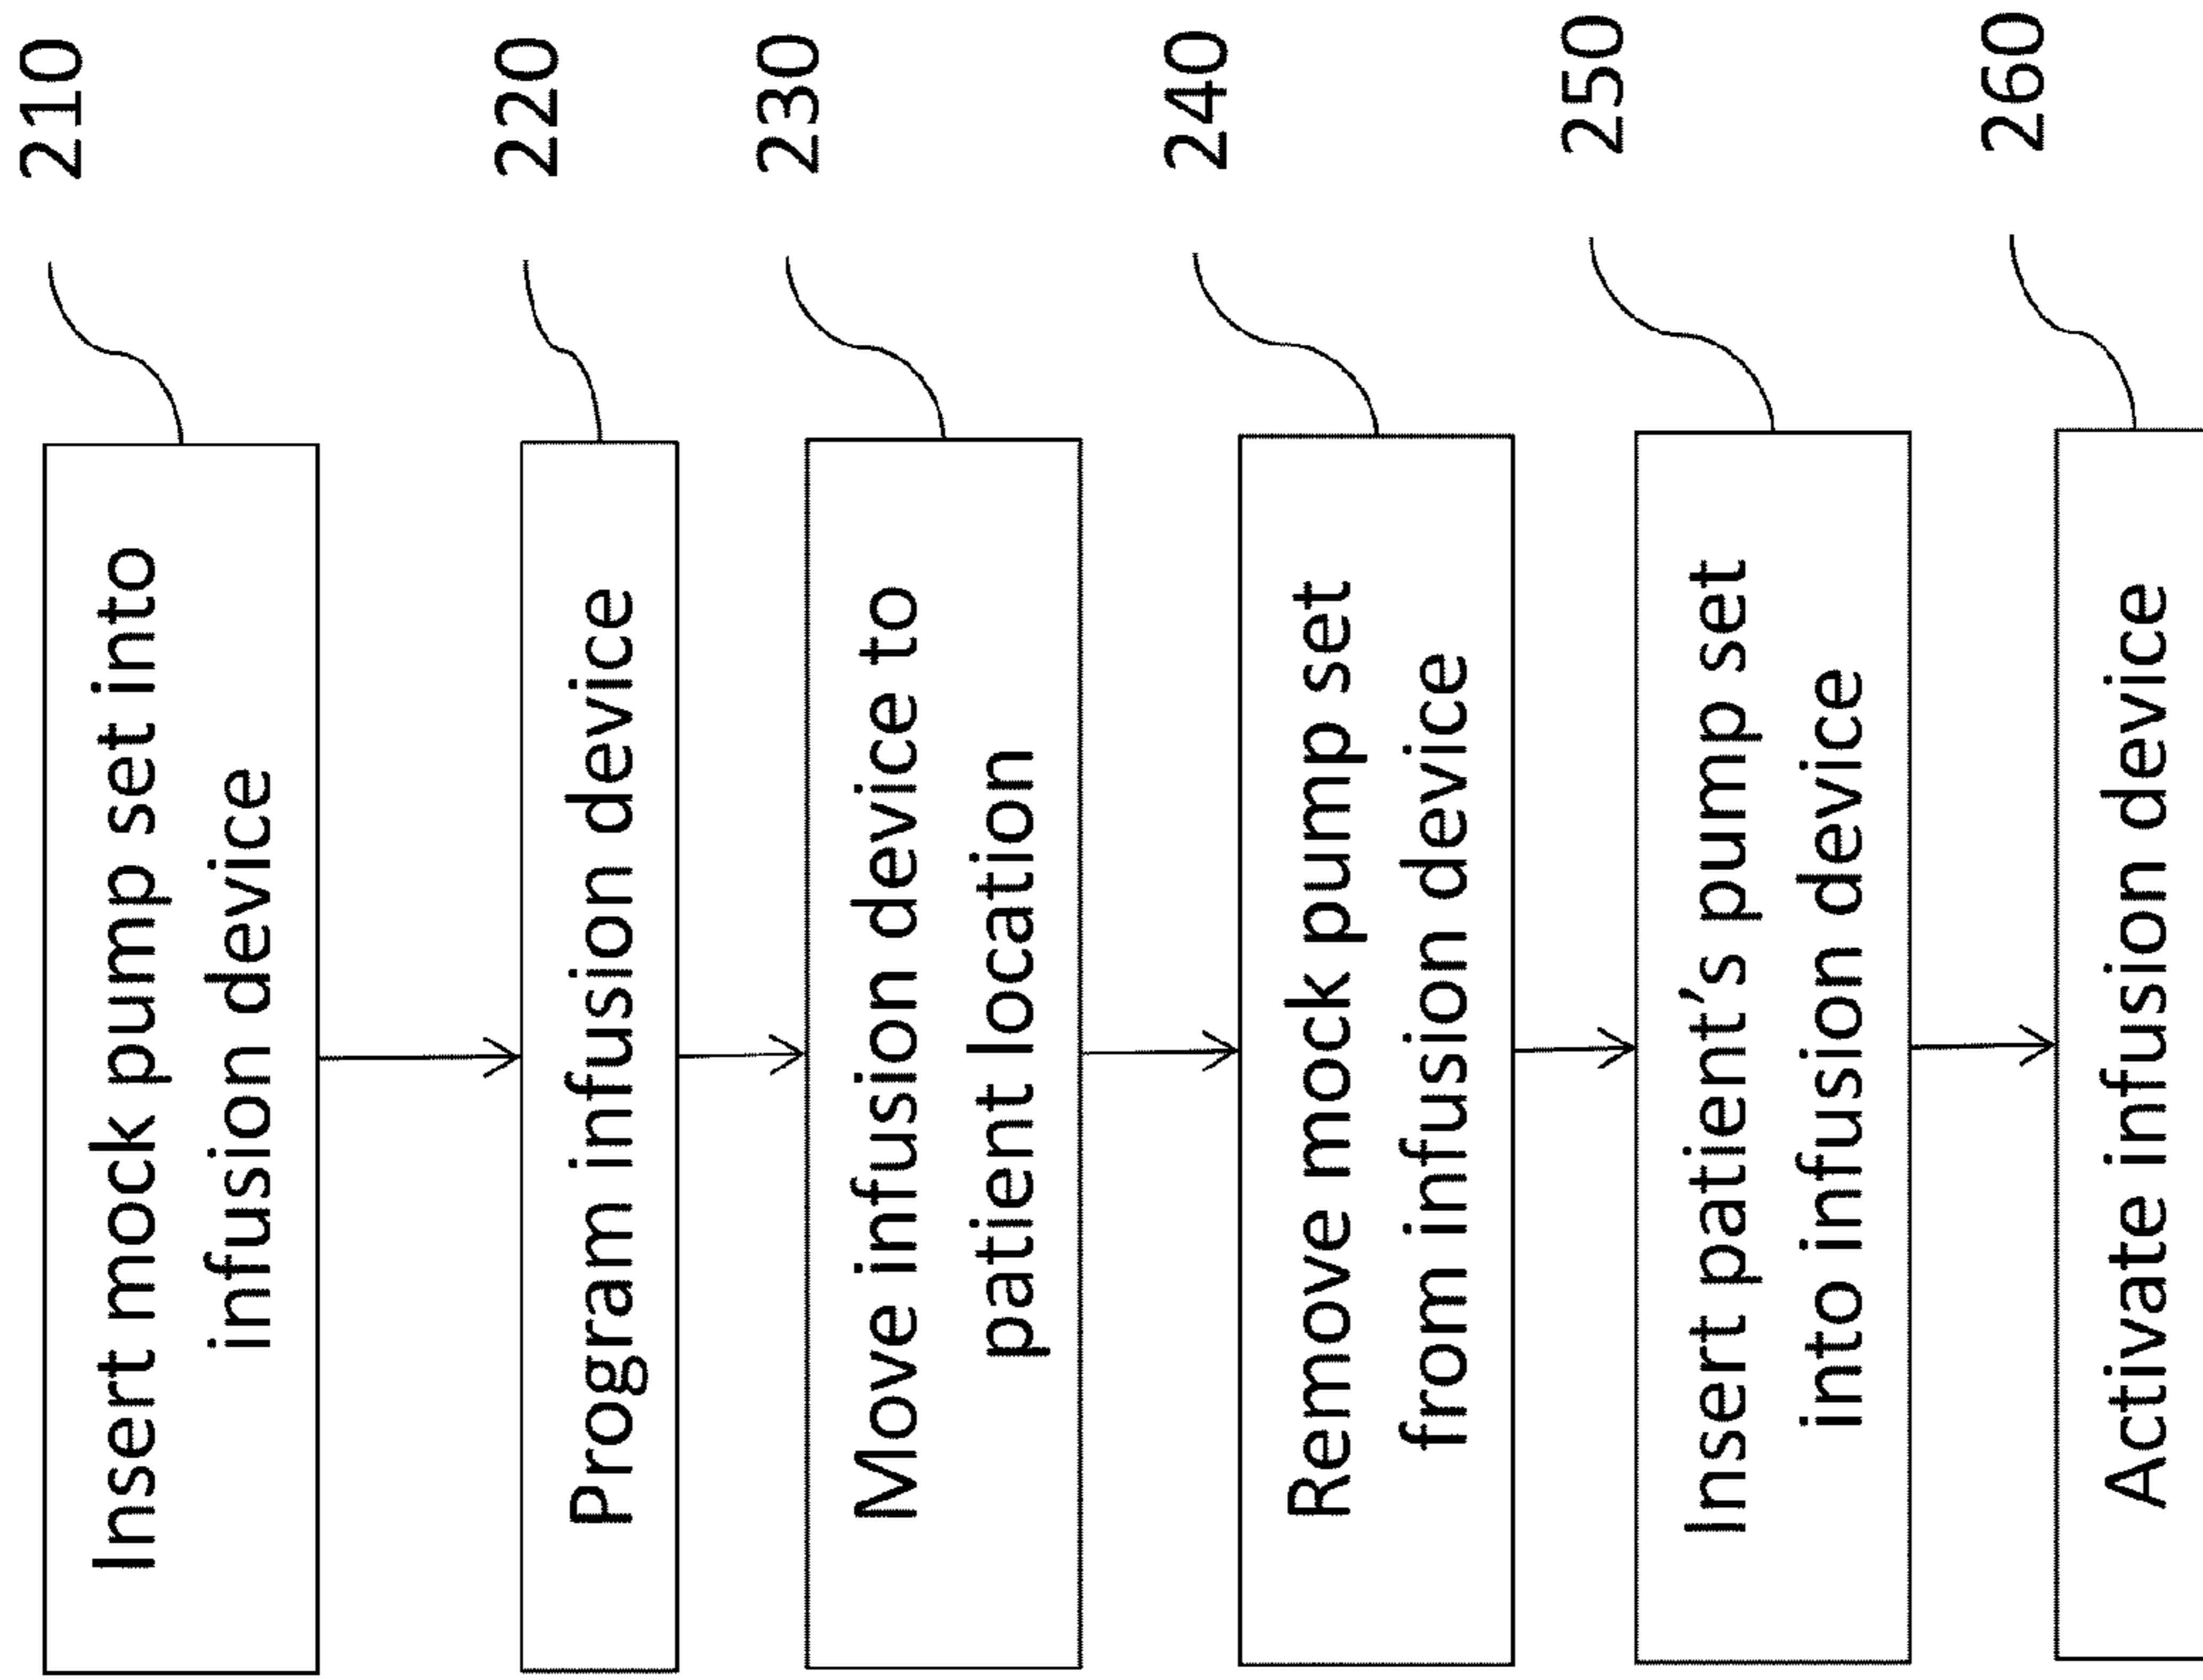 Insert mock pump set into
infusion device
210
Program infusion device
220
Move infusion device to
patient location
230
Remove mock pump set
from infusion device
240
Insert patient's pump set
into infusion device
250
Activate infusion device
260